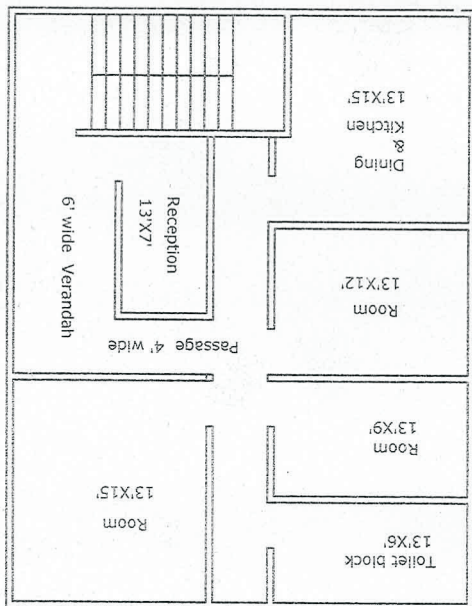 Toilet block
13'X6'
Room
13'X15'
Room
13'X9'
Passage 4' wide
Room
13'X12'
Reception
13'X7'
6' wide Verandah
Dining
&
Kitchen
13'X15'